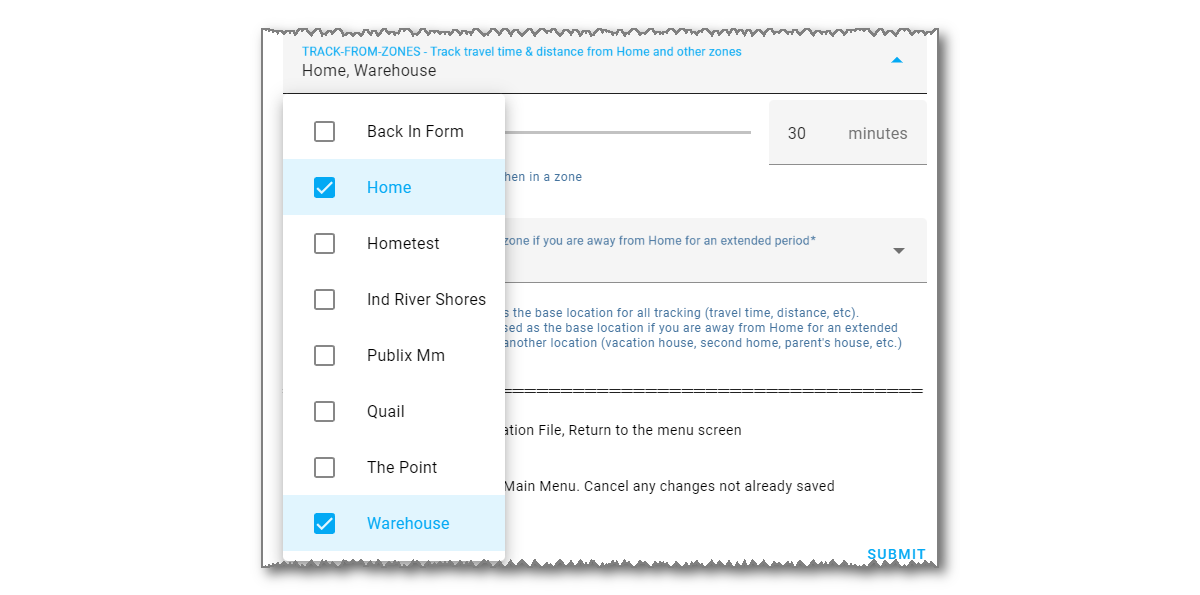 TRACK-FROM-ZONES - Track travel time & distance from Home and other zones
Home, Warehouse
Back In Form
30 minutes
hen in a zone
Home
zone if you are away from Home for an extended period*
Hometest
Ind River Shores
s the base location for all tracking (travel time, distance, etc).
sed as the base location if you are away from Home for an extended
another location (vacation house, second home, parent's house, etc.)
Publix Mm
==================================
Quail
ation File, Return to the menu screen
The Point
Main Menu. Cancel any changes not already saved
Warehouse
SUBMIT